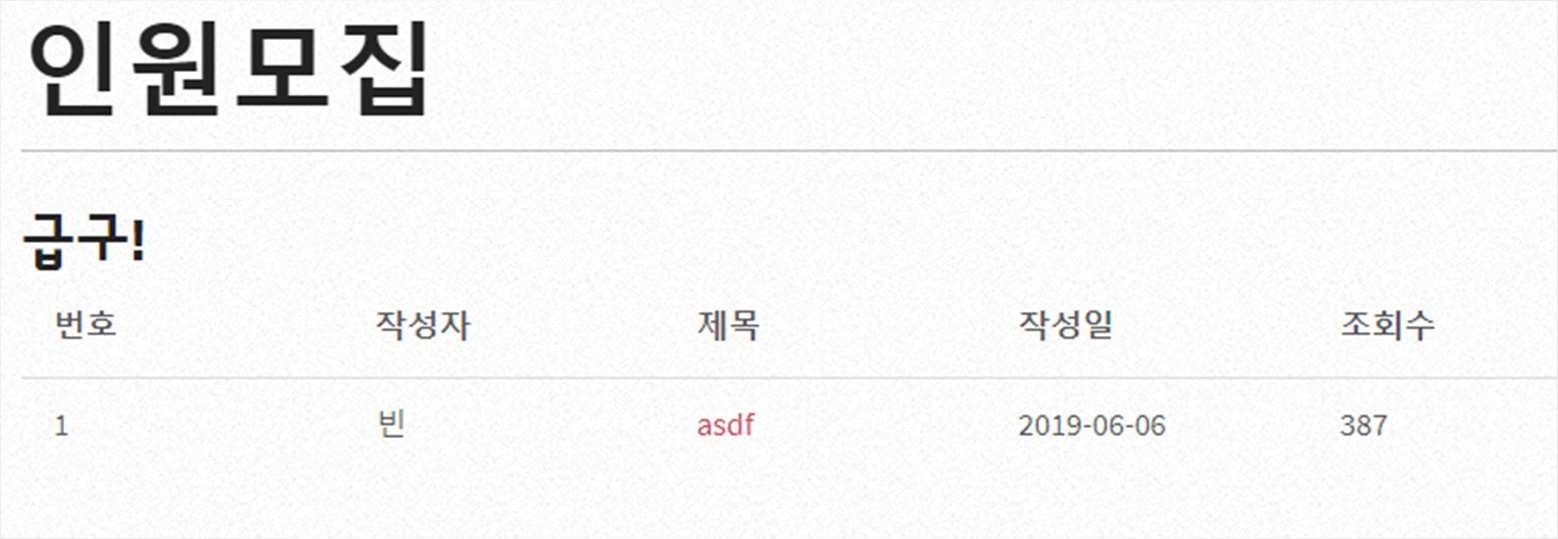 인원모집
급구!
번호 작성자 제목 작성일 조회수
1 빈 asdf 2019-06-06 387